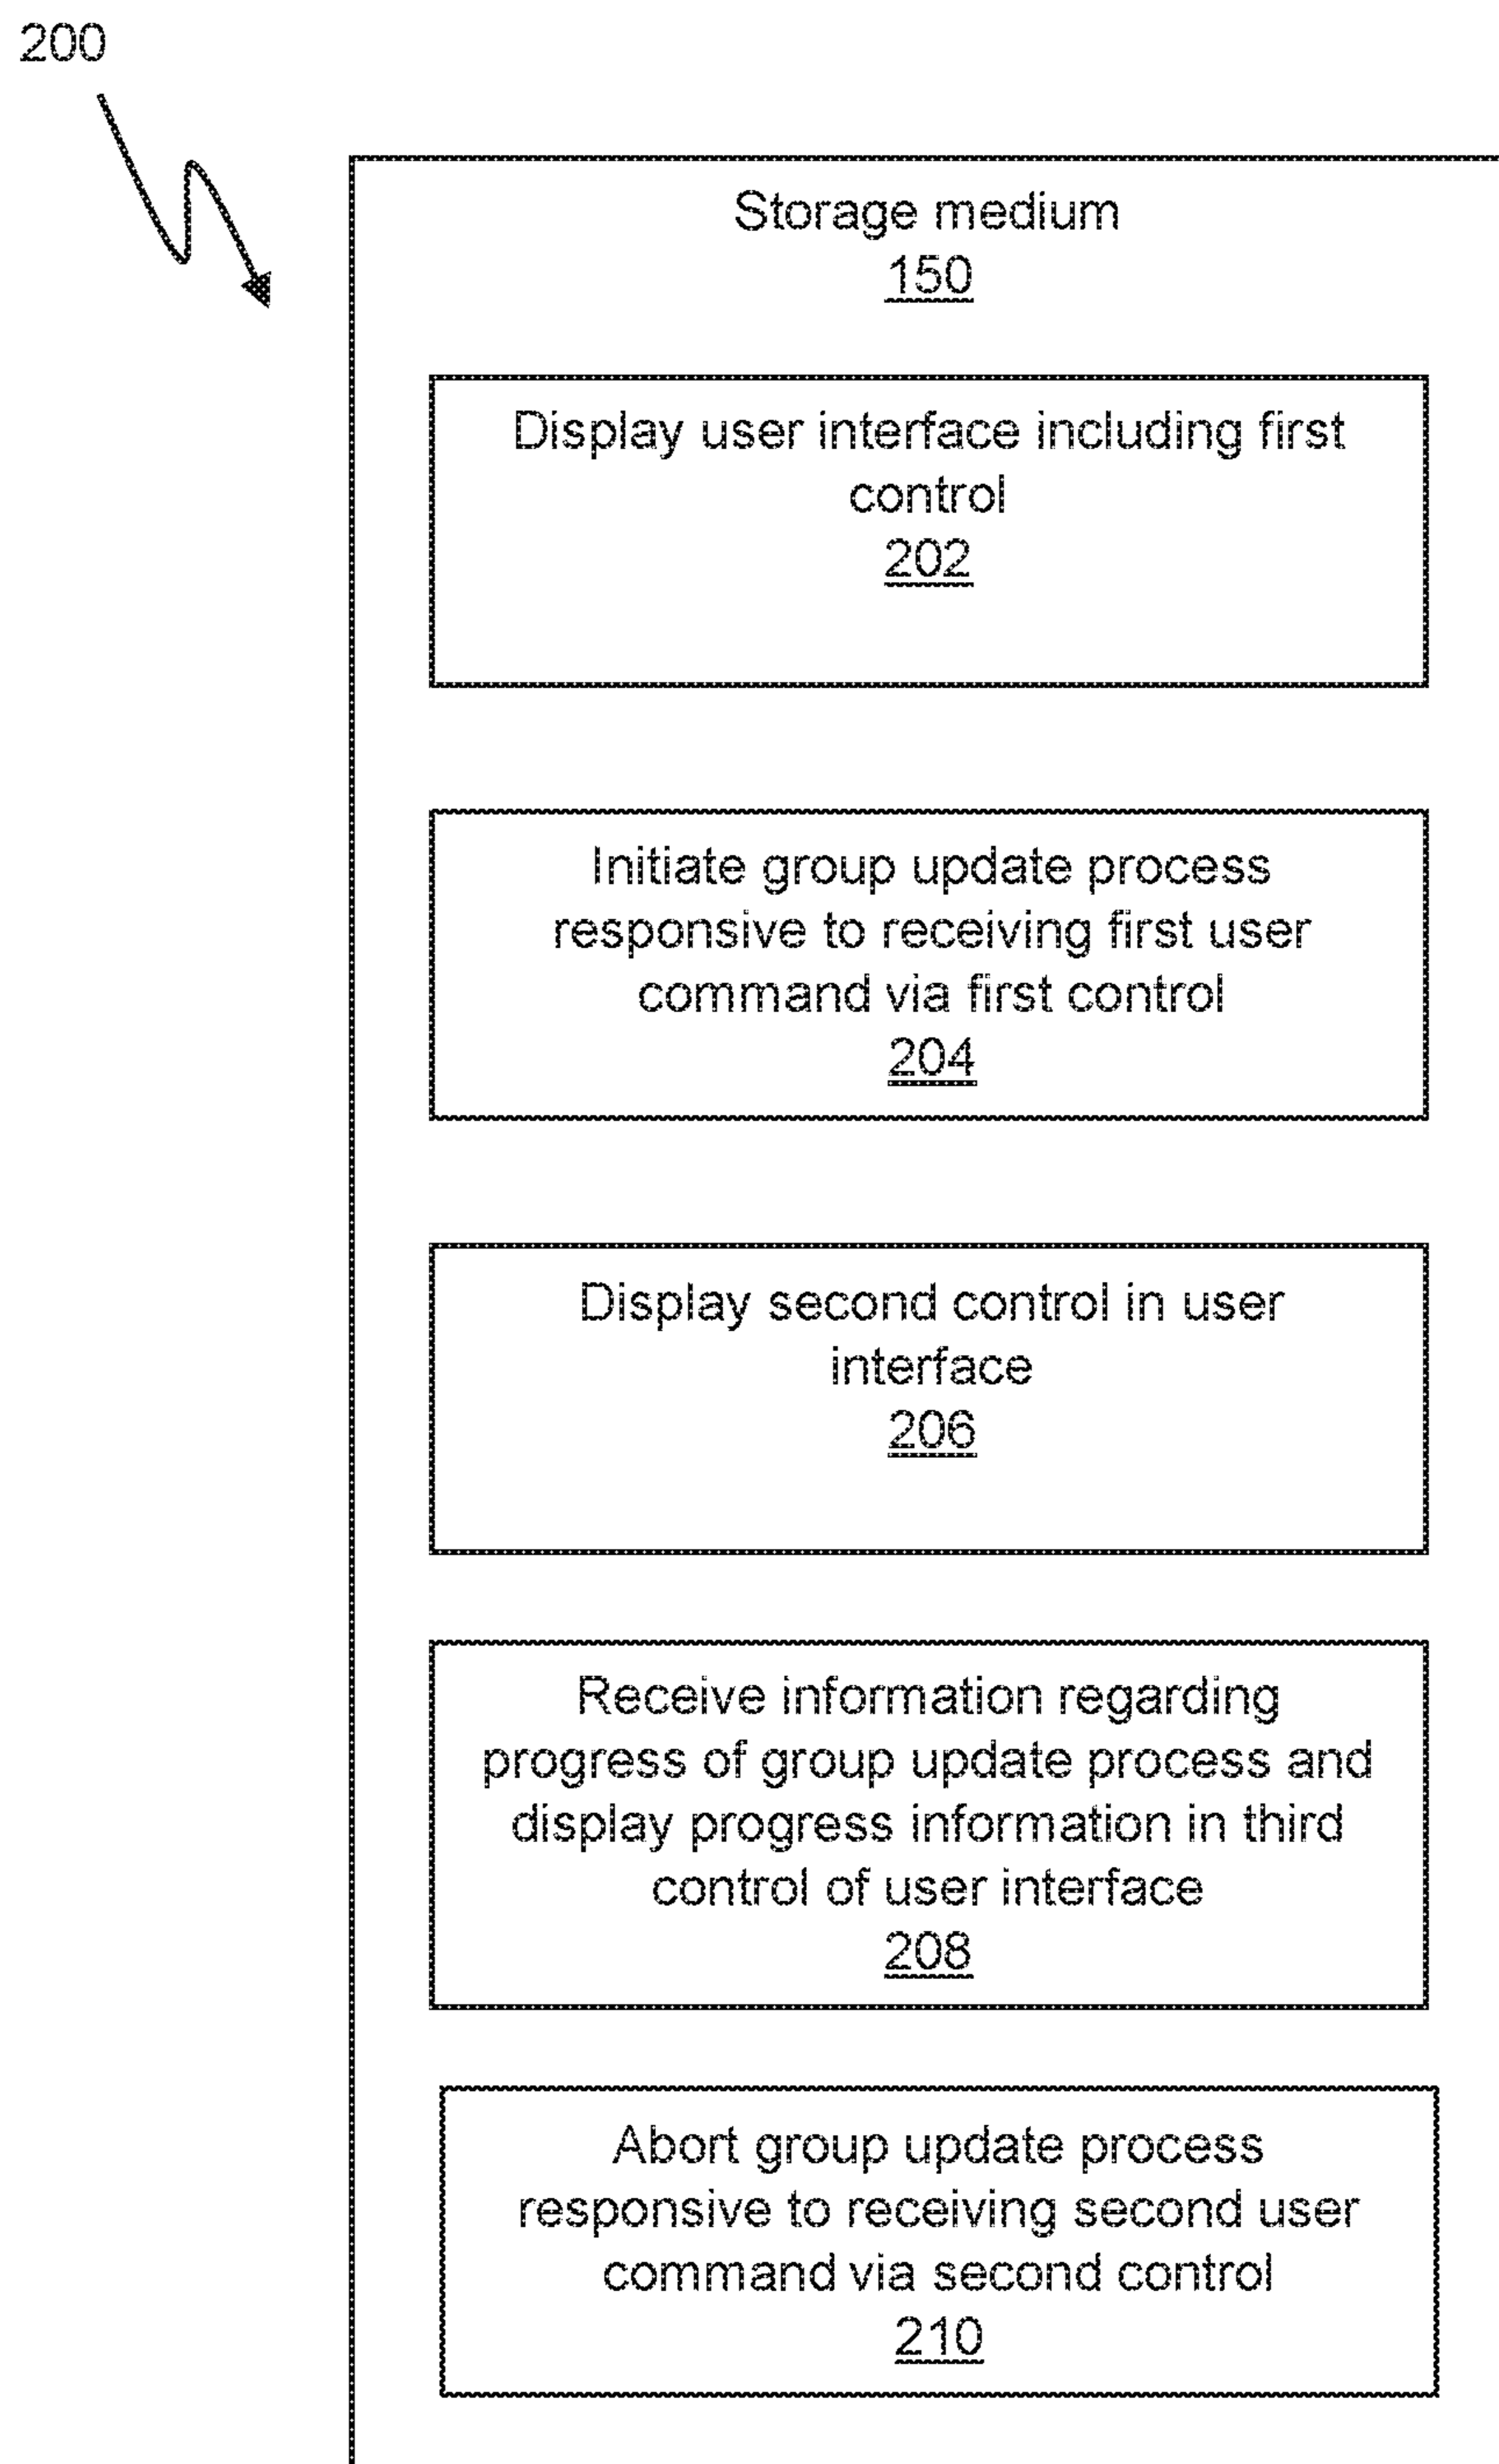 200
Storage medium
150
Display user interface including first
control
202
Initiate group update process
responsive to receiving first user
command via first control
204
Display second control in user
interface
206
Receive information regarding
progress of group update process and
display progress information in third
control of user interface
208
Abort group update process
responsive to receiving second user
command via second control
210